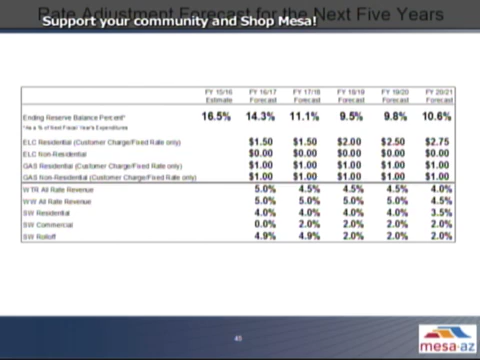 Rate Adjustment Forecast for the Next Five Years
Support your community and Shop Mesa!
FY 15/16 FY 16/17 FY 17/18 FY 18/19 FY 19/20 FY 20/21
Estimate Forecast Forecast Forecast Forecast Forecast
Ending Reserve Balance Percent* 16.5% 14.3% 11.1% 9.5% 9.8% 10.6%
*As a % of Next Fiscal Year's Expenditures
ELC Residential (Customer Charge/Fixed Rate only) $1.50 $1.50 $2.00 $2.50 $2.75
ELC Non-Residential $0.00 $0.00 $0.00 $0.00 $0.00
GAS Residential (Customer Charge/Fixed Rate only) $1.00 $1.00 $1.00 $1.00 $1.00
GAS Non-Residential (Customer Charge/Fixed Rate only) $1.00 $1.00 $1.00 $1.00 $1.00
WTR All Rate Revenue 5.0% 4.5% 4.5% 4.5% 4.0%
WW All Rate Revenue 5.0% 5.0% 5.0% 5.0% 4.5%
SW Residential 4.0% 4.0% 4.0% 4.0% 3.5%
SW Commercial 0.0% 2.0% 2.0% 2.0% 2.0%
SW Rolloff 4.9% 4.9% 2.0% 2.0% 2.0%
45
mesa·az